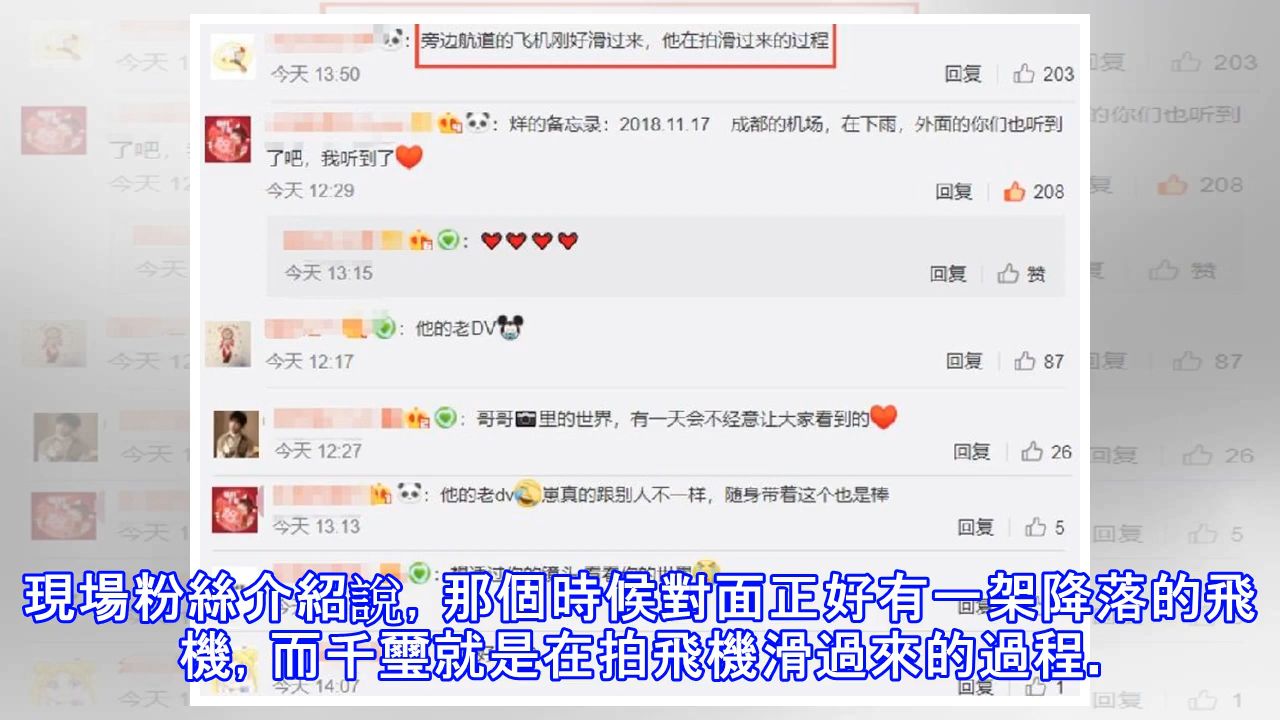 旁边航道的飞机刚好滑过来，他在拍滑过来的过程
今天 13.50
回复 203
：烊的备忘录：2018.11.17 成都的机场，在下雨，外面的你们也听到
了吧，我听到了
今天 12:29
回复 208
今天 13:15
回复 赞
：他的老DV
今天 12:17
回复 87
：哥哥里的世界，有一天会不经意让大家看到的
今天 12:27
回复 26
：他的老dv崽真的跟别人不一样，随身带着这个也是棒
今天 13.13
回复 5
現場粉絲介紹說, 那個時候對面正好有一架降落的飛
機, 而千璽就是在拍飛機滑過來的過程.
今天 14:07
回复 1